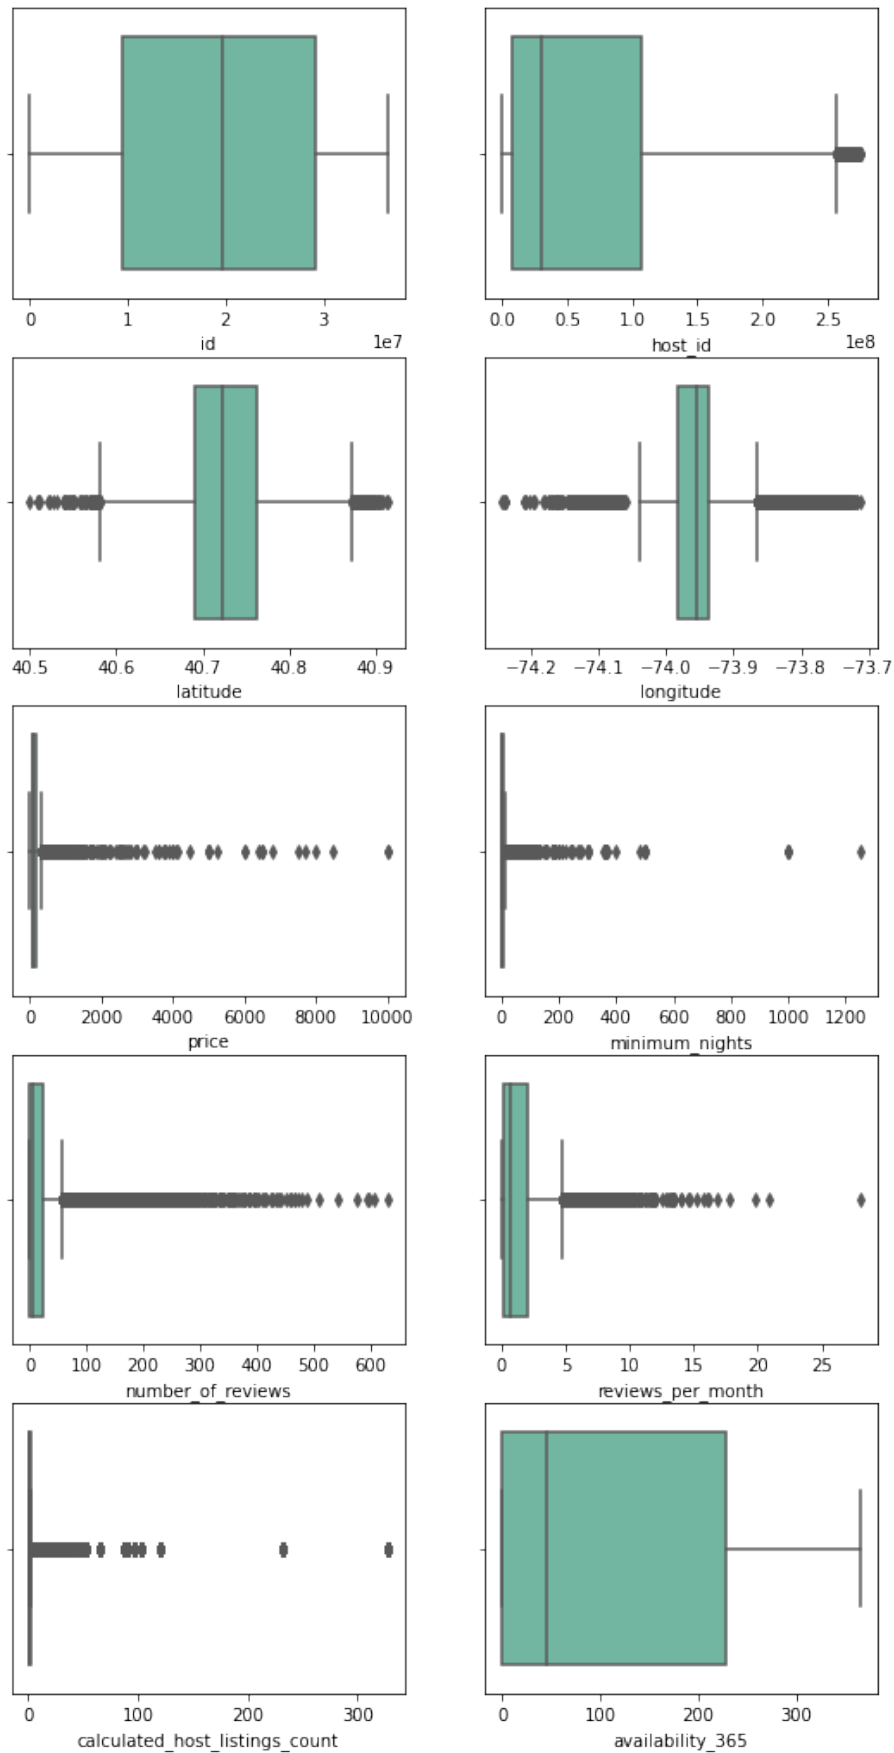 0 1 2 3
id 1e7
0.0 0.5 1.0 1.5 2.0 2.5
host_id 1e8
40.5 40.6 40.7 40.8 40.9
latitude
−74.2 −74.1 −74.0 −73.9 −73.8 −73.7
longitude
0 2000 4000 6000 8000 10000
price
0 200 400 600 800 1000 1200
minimum_nights
0 100 200 300 400 500 600
number_of_reviews
0 5 10 15 20 25
reviews_per_month
0 100 200 300
calculated_host_listings_count
0 100 200 300
availability_365